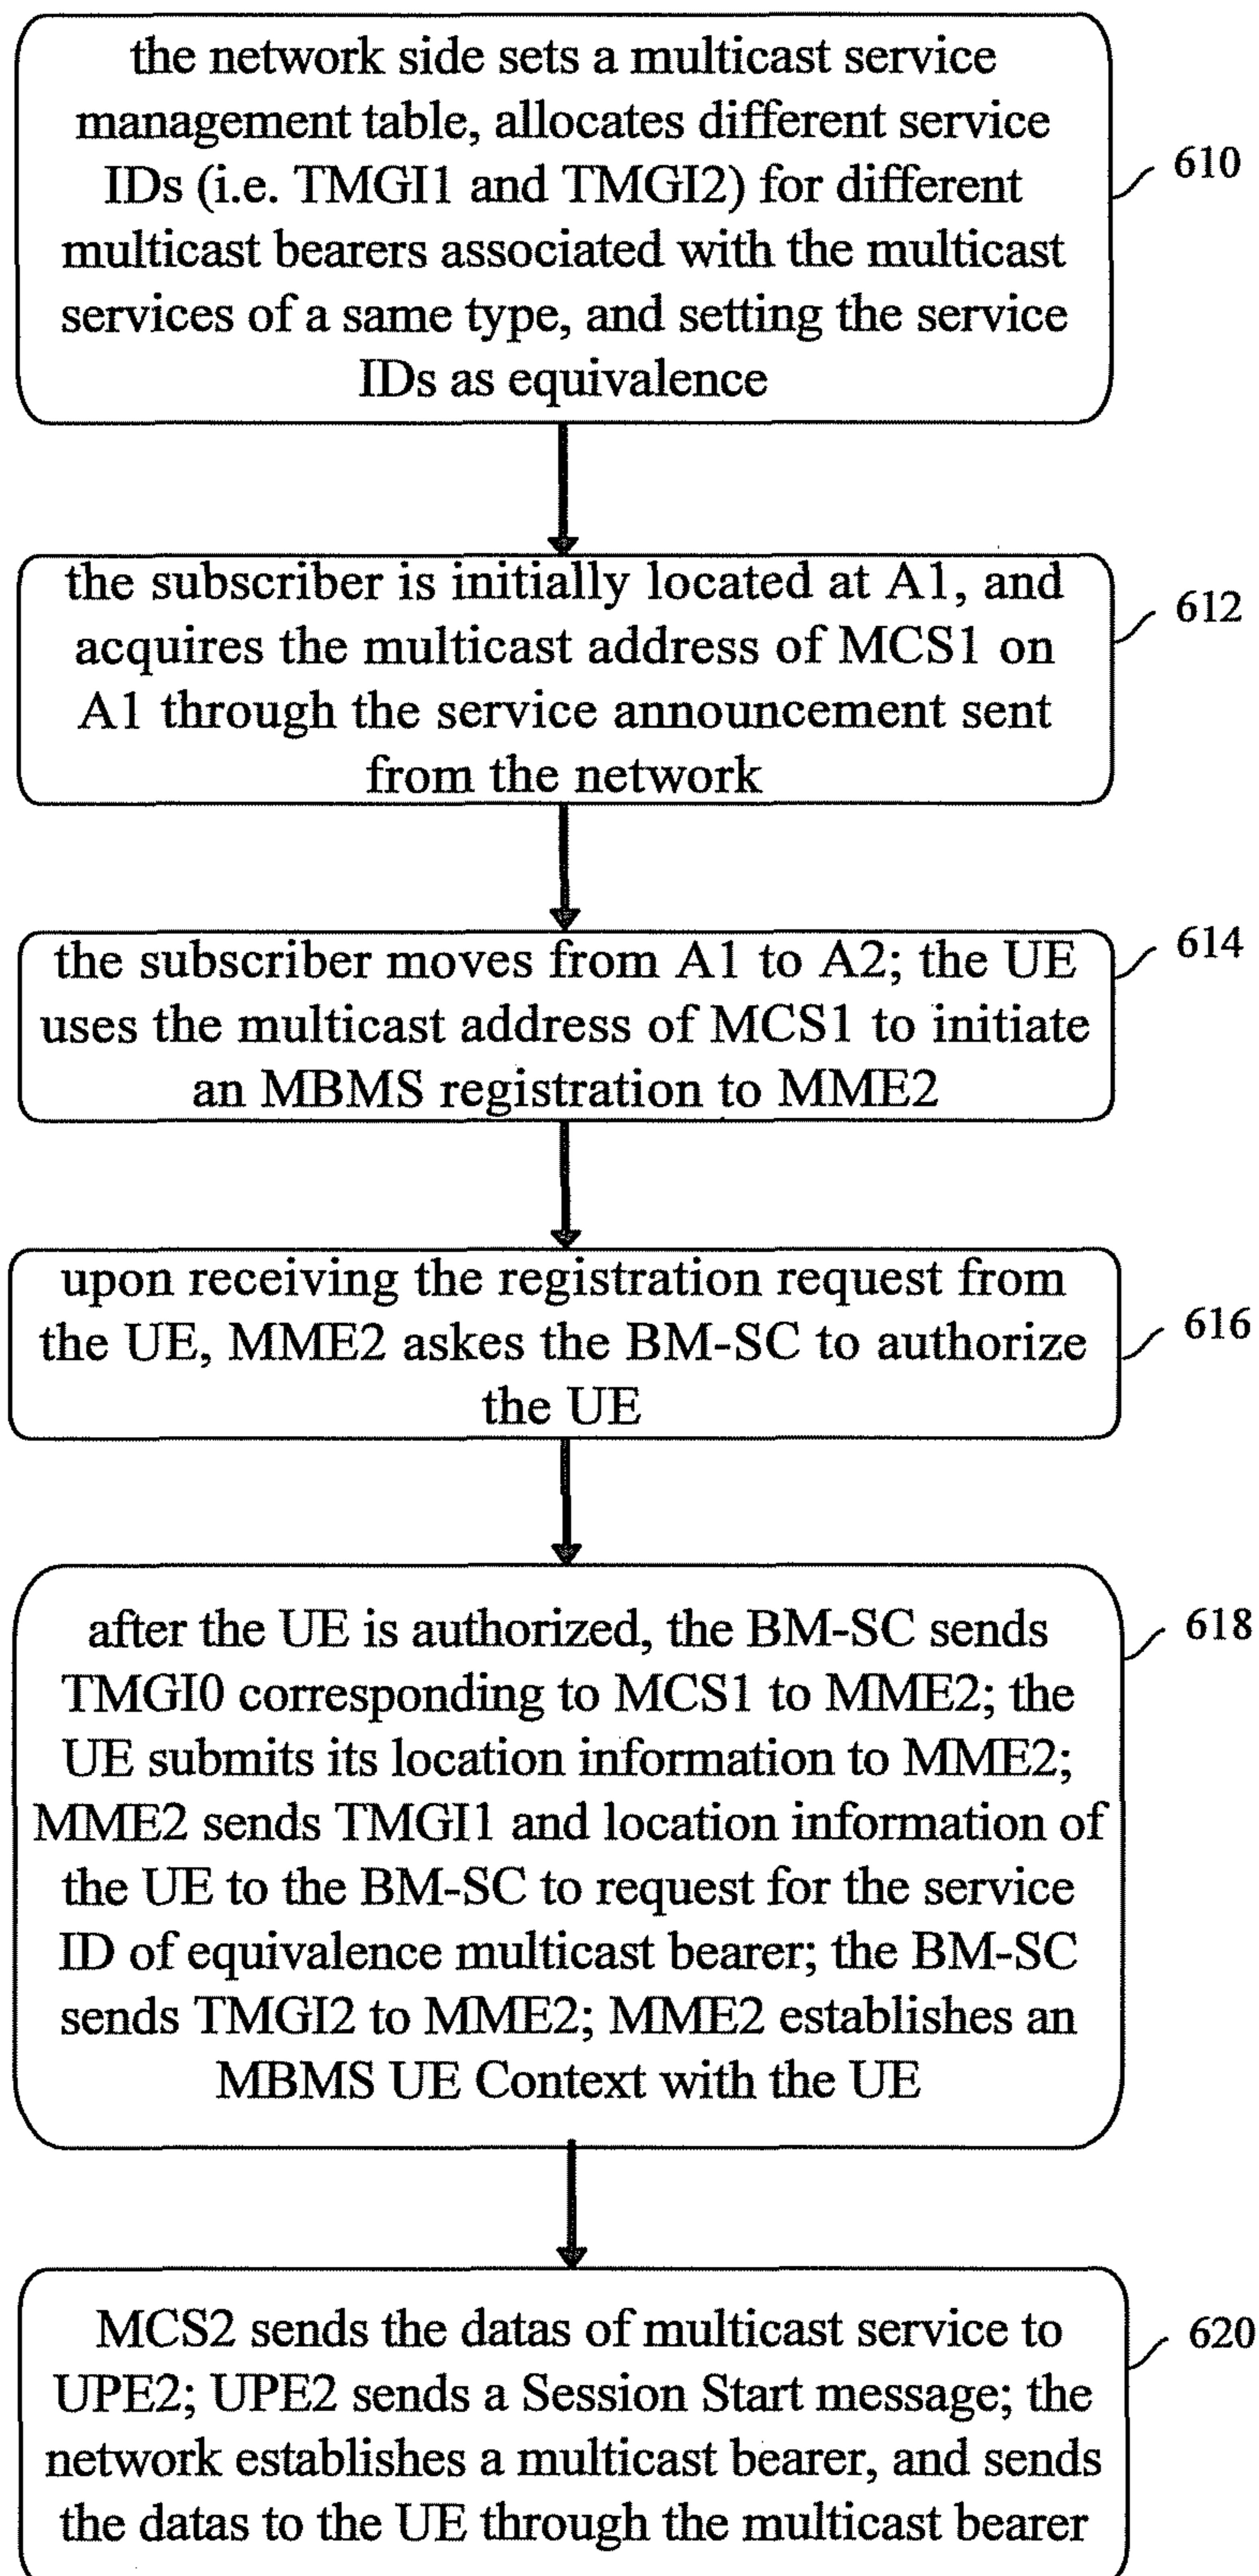 the network side sets a multicast service
management table, allocates different service
IDs (i.e. TMGI1 and TMGI2) for different
multicast bearers associated with the multicast
services of a same type, and setting the service
IDs as equivalence
610
the subscriber is initially located at A1, and
acquires the multicast address of MCS1 on
A1 through the service announcement sent
from the network
612
the subscriber moves from A1 to A2; the UE
uses the multicast address of MCS1 to initiate
an MBMS registration to MME2
614
upon receiving the registration request from
the UE, MME2 askes the BM-SC to authorize
the UE
616
after the UE is authorized, the BM-SC sends
TMGI0 corresponding to MCS1 to MME2; the
UE submits its location information to MME2;
MME2 sends TMGI1 and location information of
the UE to the BM-SC to request for the service
ID of equivalence multicast bearer; the BM-SC
sends TMGI2 to MME2; MME2 establishes an
MBMS UE Context with the UE
618
MCS2 sends the datas of multicast service to
UPE2; UPE2 sends a Session Start message; the
network establishes a multicast bearer, and sends
the datas to the UE through the multicast bearer
620